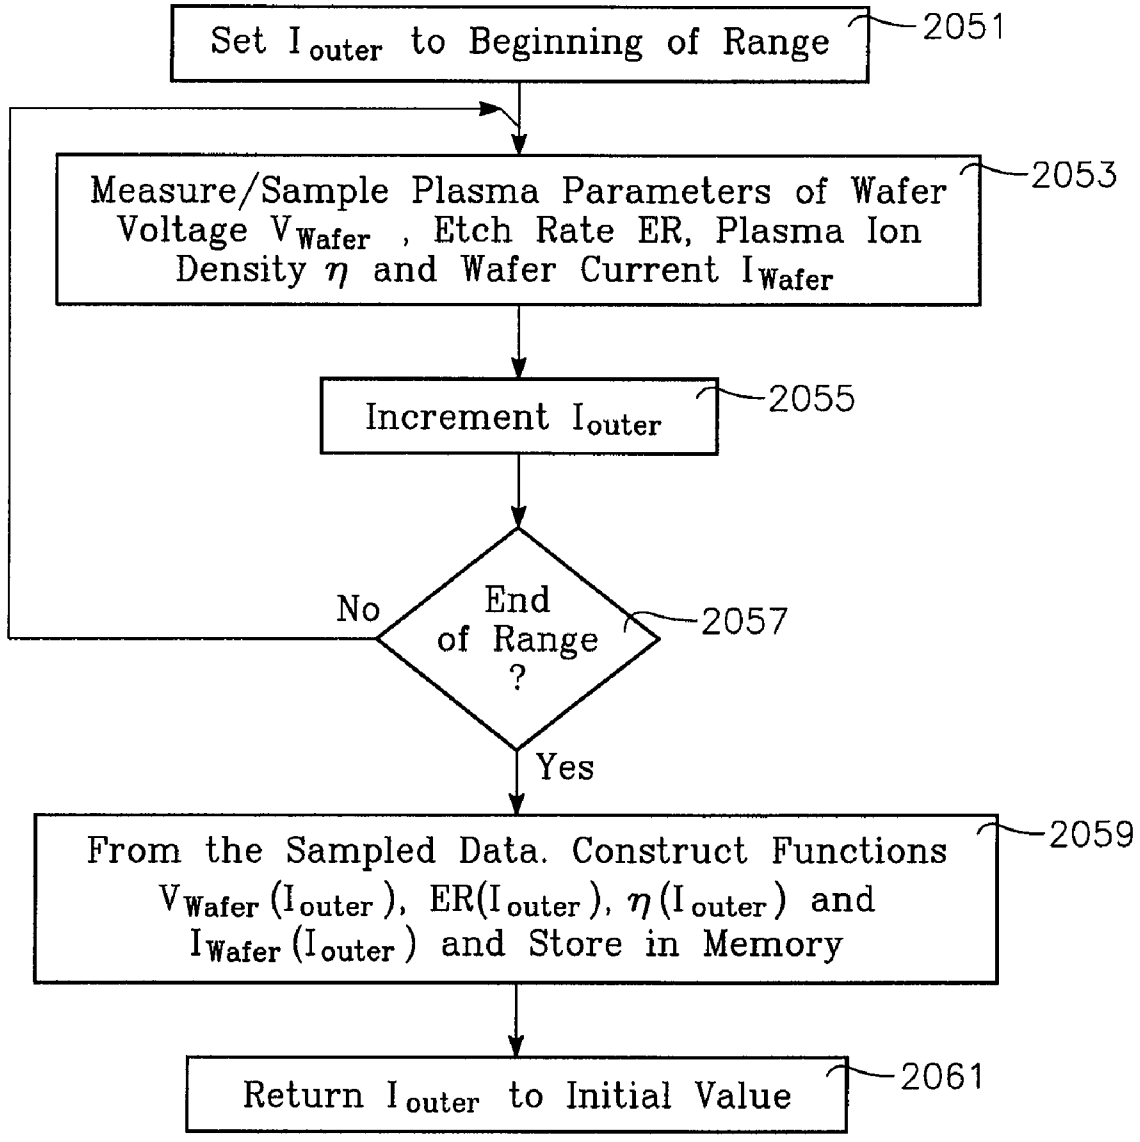 Set I outer to Beginning of Range
2051
Measure/Sample Plasma Parameters of Wafer
Voltage V Wafer , Etch Rate ER, Plasma Ion
Density η and Wafer Current I Wafer
2053
Increment I outer
2055
End
of Range
?
2057
No
Yes
From the Sampled Data. Construct Functions
V Wafer (I outer), ER(I outer), η(I outer) and
I Wafer (I outer) and Store in Memory
2059
Return I outer to Initial Value
2061